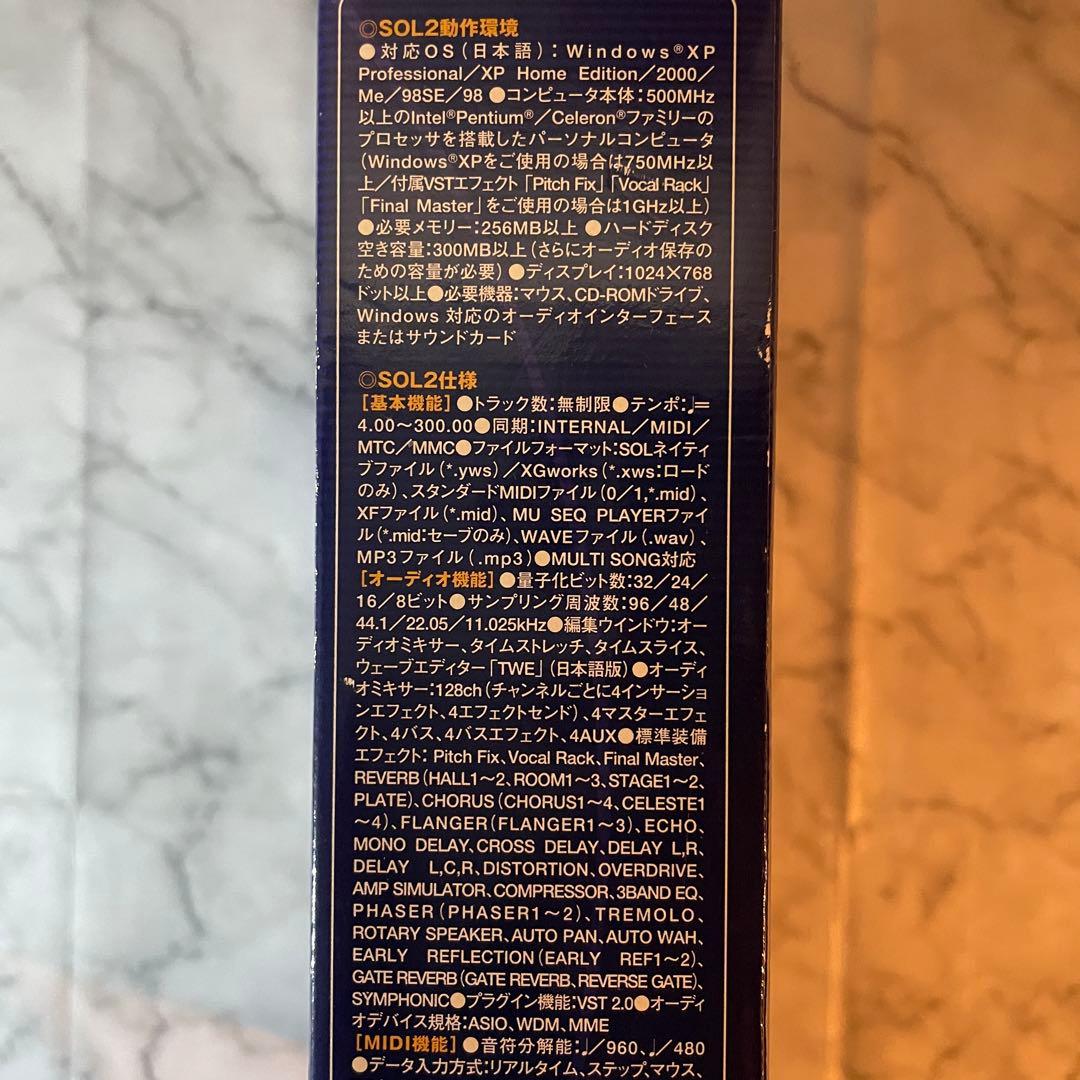 ◎SOL2動作環境
●対応OS(日本語):Windows®XP
Professional/XP Home Edition/2000/
Me/98SE/98 ●コンピュータ本体:500MHz
以上のIntel®Pentium®/Celeron®ファミリーの
プロセッサを搭載したパーソナルコンピュータ
(Windows®XPをご使用の場合は750MHz以
上/付属VSTエフェクト「Pitch Fix」「Vocal Rack」
「Final Master」をご使用の場合は1GHz以上)
●必要メモリー:256MB以上 ●ハードディスク
空き容量:300MB以上(さらにオーディオ保存の
ための容量が必要)●ディスプレイ:1024×768
ドット以上●必要機器:マウス、CD-ROMドライブ、
Windows 対応のオーディオインターフェース
またはサウンドカード
◎SOL2仕様
[基本機能]●トラック数:無制限●テンポ:♩=
4.00〜300.00●同期:INTERNAL/MIDI/
MTC/MMC●ファイルフォーマット:SOLネイティ
ブファイル(*.yws)/XGworks(*.xws:ロード
のみ)、スタンダードMIDIファイル(0/1,*.mid)、
XFファイル(*.mid)、MU SEQ PLAYERファイ
ル(*.mid:セーブのみ)、WAVEファイル(.wav)、
MP3ファイル(.mp3)●MULTI SONG対応
[オーディオ機能]●量子化ビット数:32/24/
16/8ビット●サンプリング周波数:96/48/
44.1/22.05/11.025kHz●編集ウインドウ:オー
ディオミキサー、タイムストレッチ、タイムスライス、
ウェーブエディター「TWE」(日本語版)●オーディ
オミキサー:128ch(チャンネルごとに4インサーショ
ンエフェクト、4エフェクトセンド)、4マスターエフェ
クト、4バス、4バスエフェクト、4AUX●標準装備
エフェクト:Pitch Fix、Vocal Rack、Final Master、
REVERB(HALL1〜2、ROOM1〜3、STAGE1〜2、
PLATE)、CHORUS(CHORUS1〜4、CELESTE1
〜4)、FLANGER(FLANGER1〜3)、ECHO、
MONO DELAY、CROSS DELAY、DELAY L,R、
DELAY L,C,R、DISTORTION、OVERDRIVE、
AMP SIMULATOR、COMPRESSOR、3BAND EQ、
PHASER(PHASER1〜2)、TREMOLO、
ROTARY SPEAKER、AUTO PAN、AUTO WAH、
EARLY REFLECTION(EARLY REF1〜2)、
GATE REVERB(GATE REVERB、REVERSE GATE)、
SYMPHONIC●プラグイン機能:VST 2.0●オーディ
オデバイス規格:ASIO、WDM、MME
[MIDI機能]●音符分解能:♩/960、♩/480
●データ入力方式:リアルタイム、ステップ、マウス、